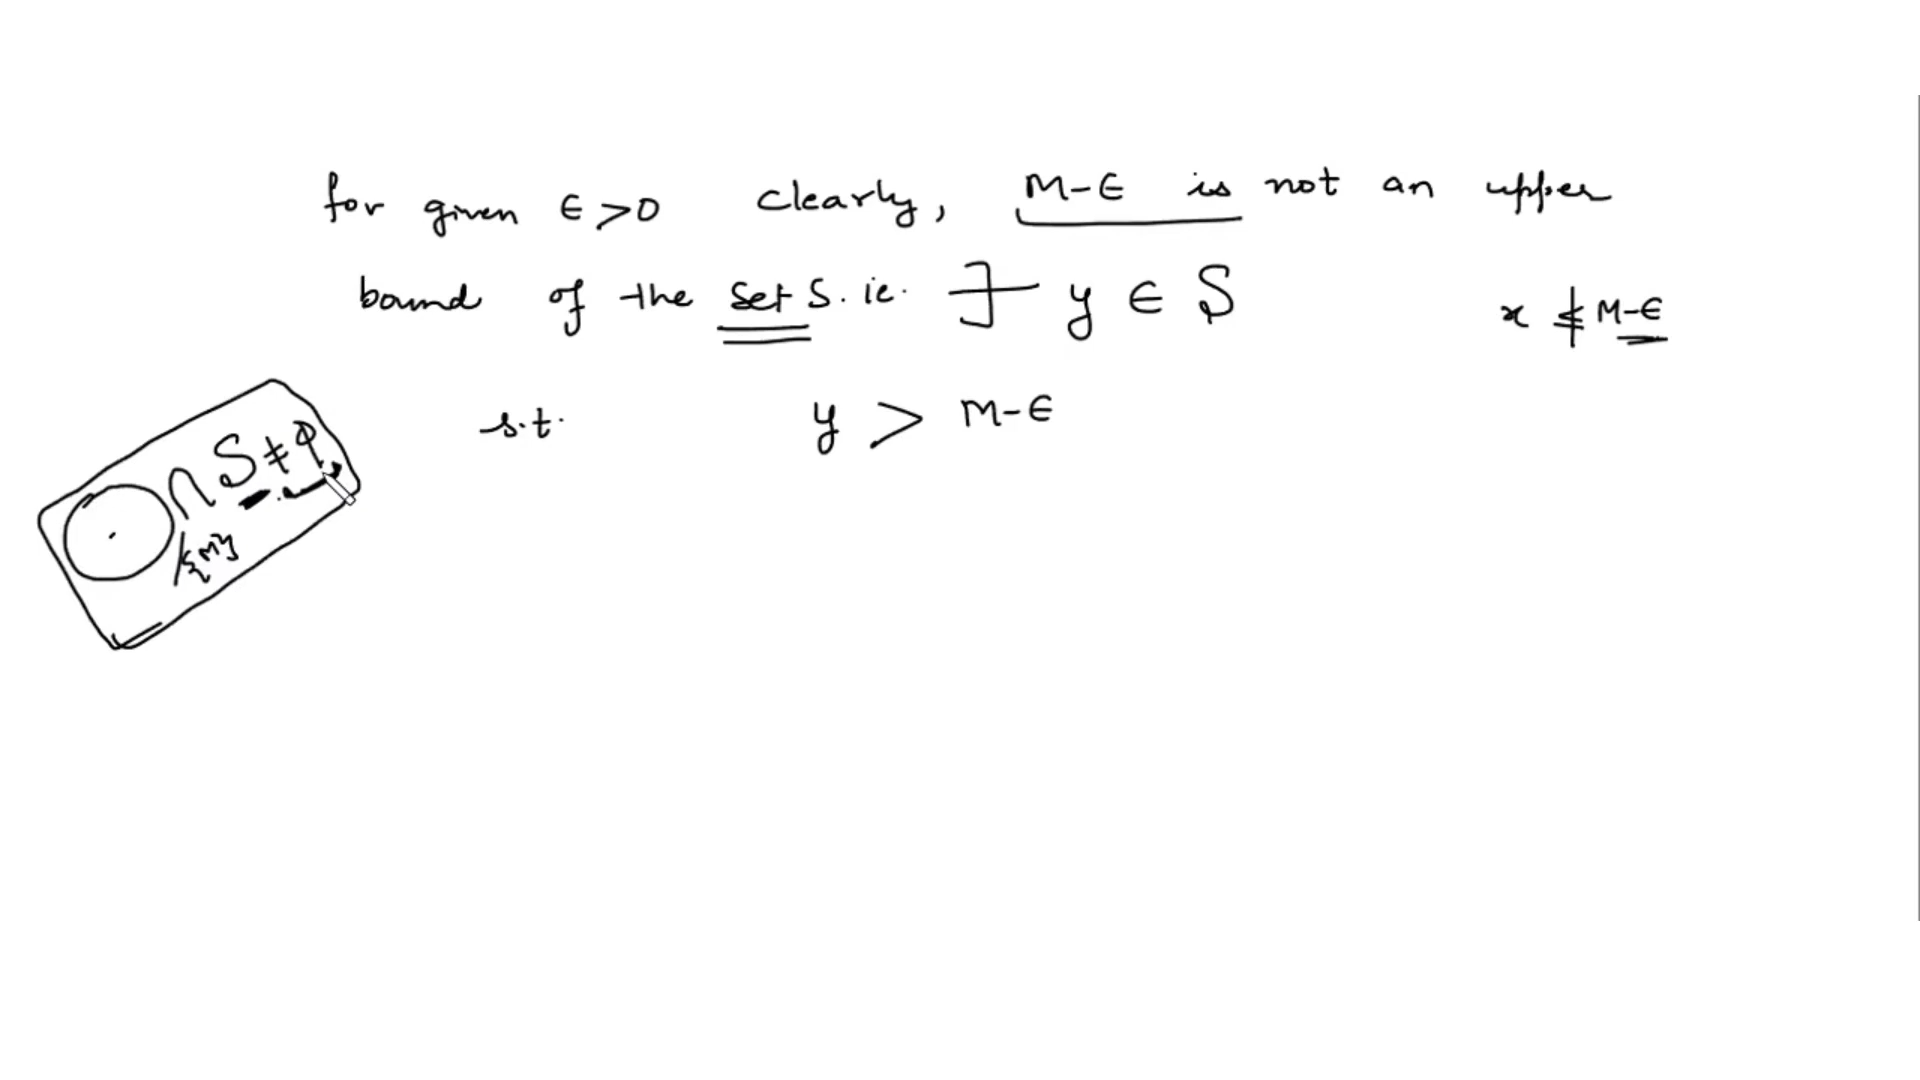 for given ϵ>0 clearly, M-ϵ is not an upper
bound of the set S. ie. ∃ y ∈ S x ≰ M-ϵ
s.t. y > M-ϵ
∩ S ≠ φ
/{M}